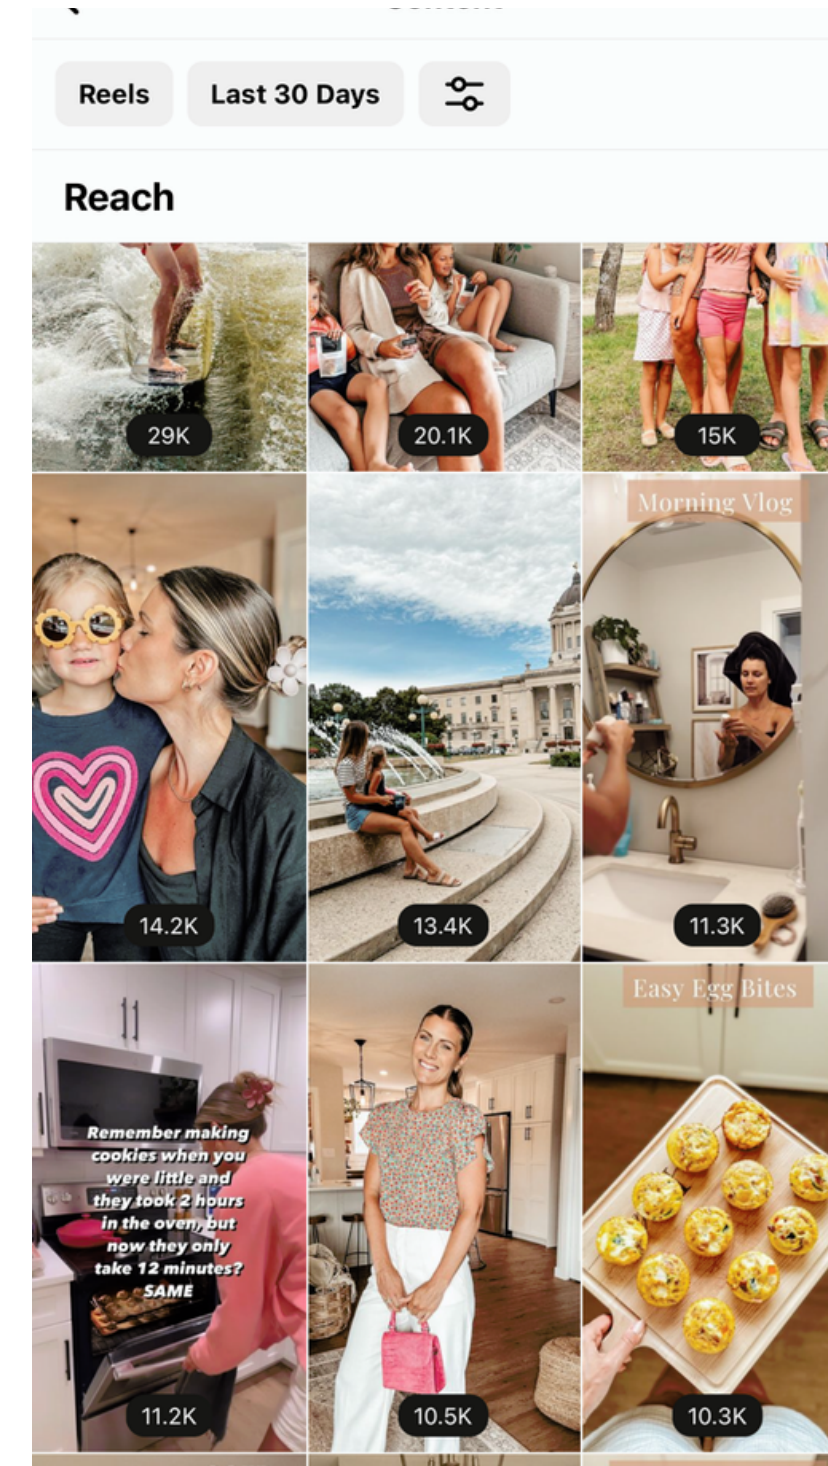 Reels
Last 30 Days
Reach
29K
20.1K
15K
Morning Vlog
14.2K
13.4K
11.3K
Easy Egg Bites
Remember making
cookies when you
were little and
they took 2 hours
in the oven, but
now they only
take 12 minutes?
SAME
11.2K
10.5K
10.3K